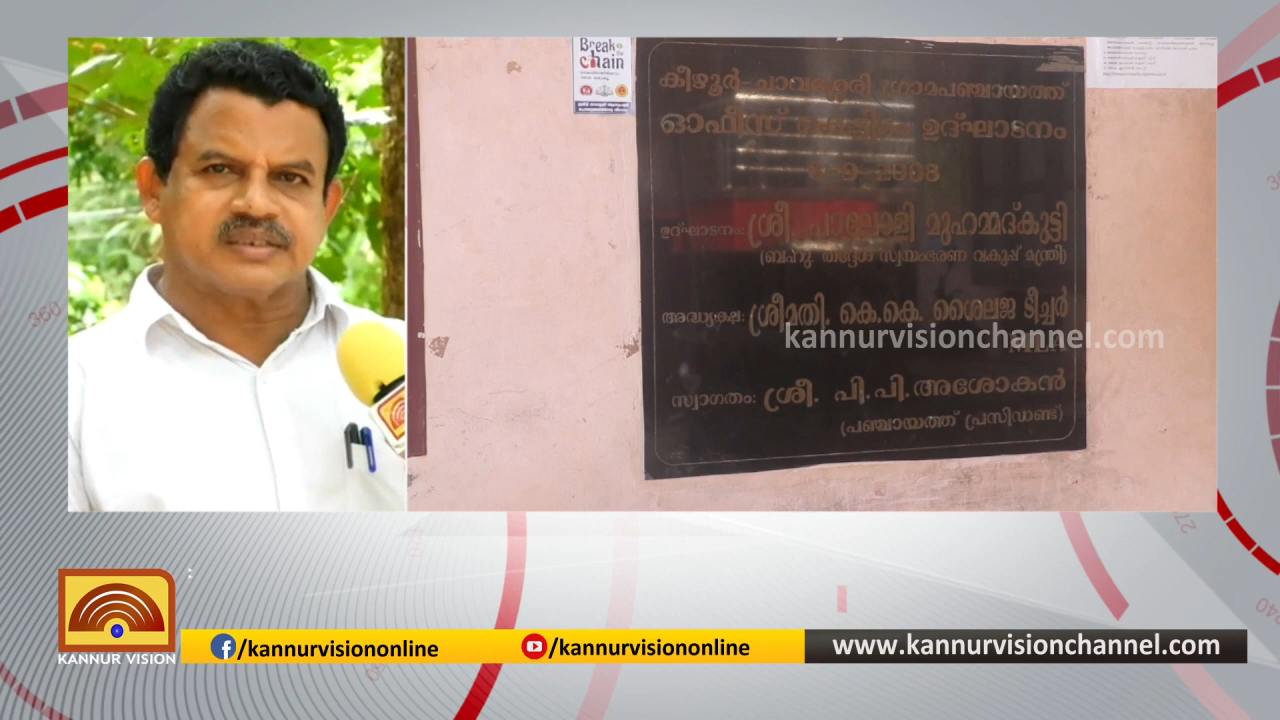 Break
the
chain
കീഴൂർ-ചാവശ്ശേരി ഗ്രാമപഞ്ചായത്ത്
ഓഫീസ് ഉദ്ഘാടനം
2008
ഉദ്ഘാടനം: ശ്രീ. പാലോളി മുഹമ്മദ്കുട്ടി
(ബഹു. തദ്ദേശ സ്വയംഭരണ വകുപ്പ് മന്ത്രി)
അദ്ധ്യക്ഷ: ശ്രീമതി. കെ.കെ. ശൈലജ ടീച്ചർ
kannurvisionchannel.com
സ്വാഗതം: ശ്രീ. പി.പി.അശോകൻ
(പഞ്ചായത്ത് പ്രസിഡണ്ട്)
KANNUR VISION
/kannurvisiononline
/kannurvisiononline
www.kannurvisionchannel.com